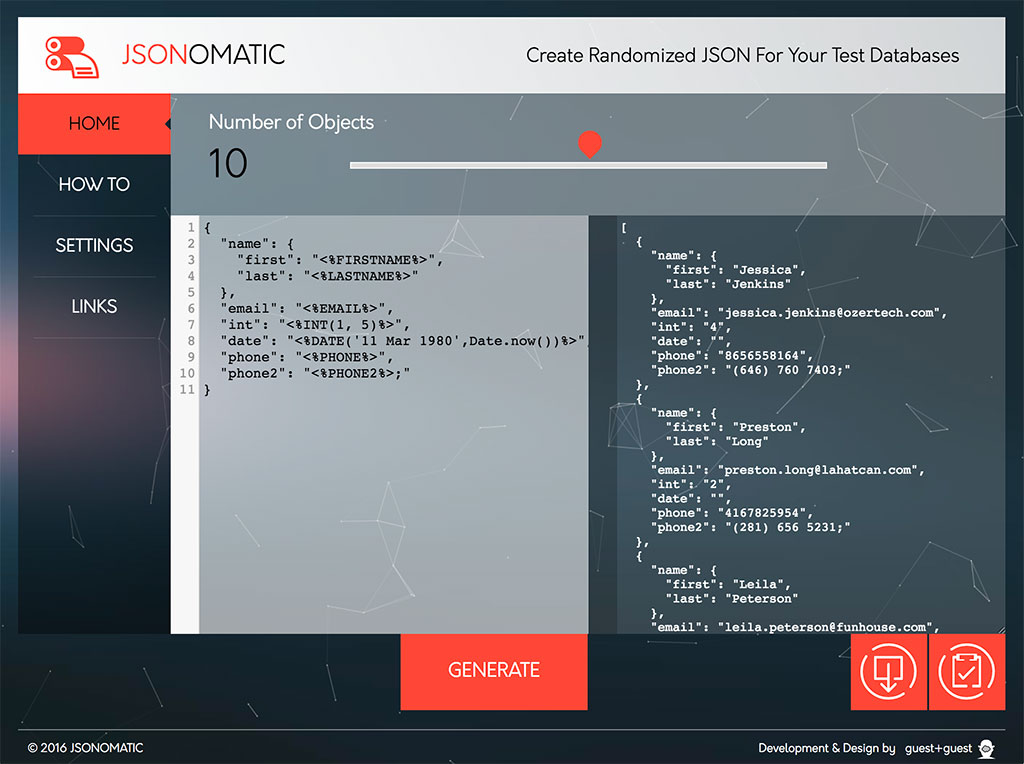 JSONOMATIC
Create Randomized JSON For Your Test Databases
HOME
HOW TO
SETTINGS
LINKS
Number of Objects
10
1 {
2 "name": {
3 "first": "<%FIRSTNAME%>",
4 "last": "<%LASTNAME%>"
5 },
6 "email": "<%EMAIL%>",
7 "int": "<%INT(1, 5)%>",
8 "date": "<%DATE('11 Mar 1980',Date.now())%>",
9 "phone": "<%PHONE%>",
10 "phone2": "<%PHONE2%>;"
11 }
[
{
"name": {
"first": "Jessica",
"last": "Jenkins"
},
"email": "jessica.jenkins@ozertech.com",
"int": "4",
"date": "",
"phone": "8656558164",
"phone2": "(646) 760 7403;"
},
{
"name": {
"first": "Preston",
"last": "Long"
},
"email": "preston.long@lahatcan.com",
"int": "2",
"date": "",
"phone": "4167825954",
"phone2": "(281) 656 5231;"
},
{
"name": {
"first": "Leila",
"last": "Peterson"
},
"email": "leila.peterson@funhouse.com",
GENERATE
© 2016 JSONOMATIC
Development & Design by guest+guest